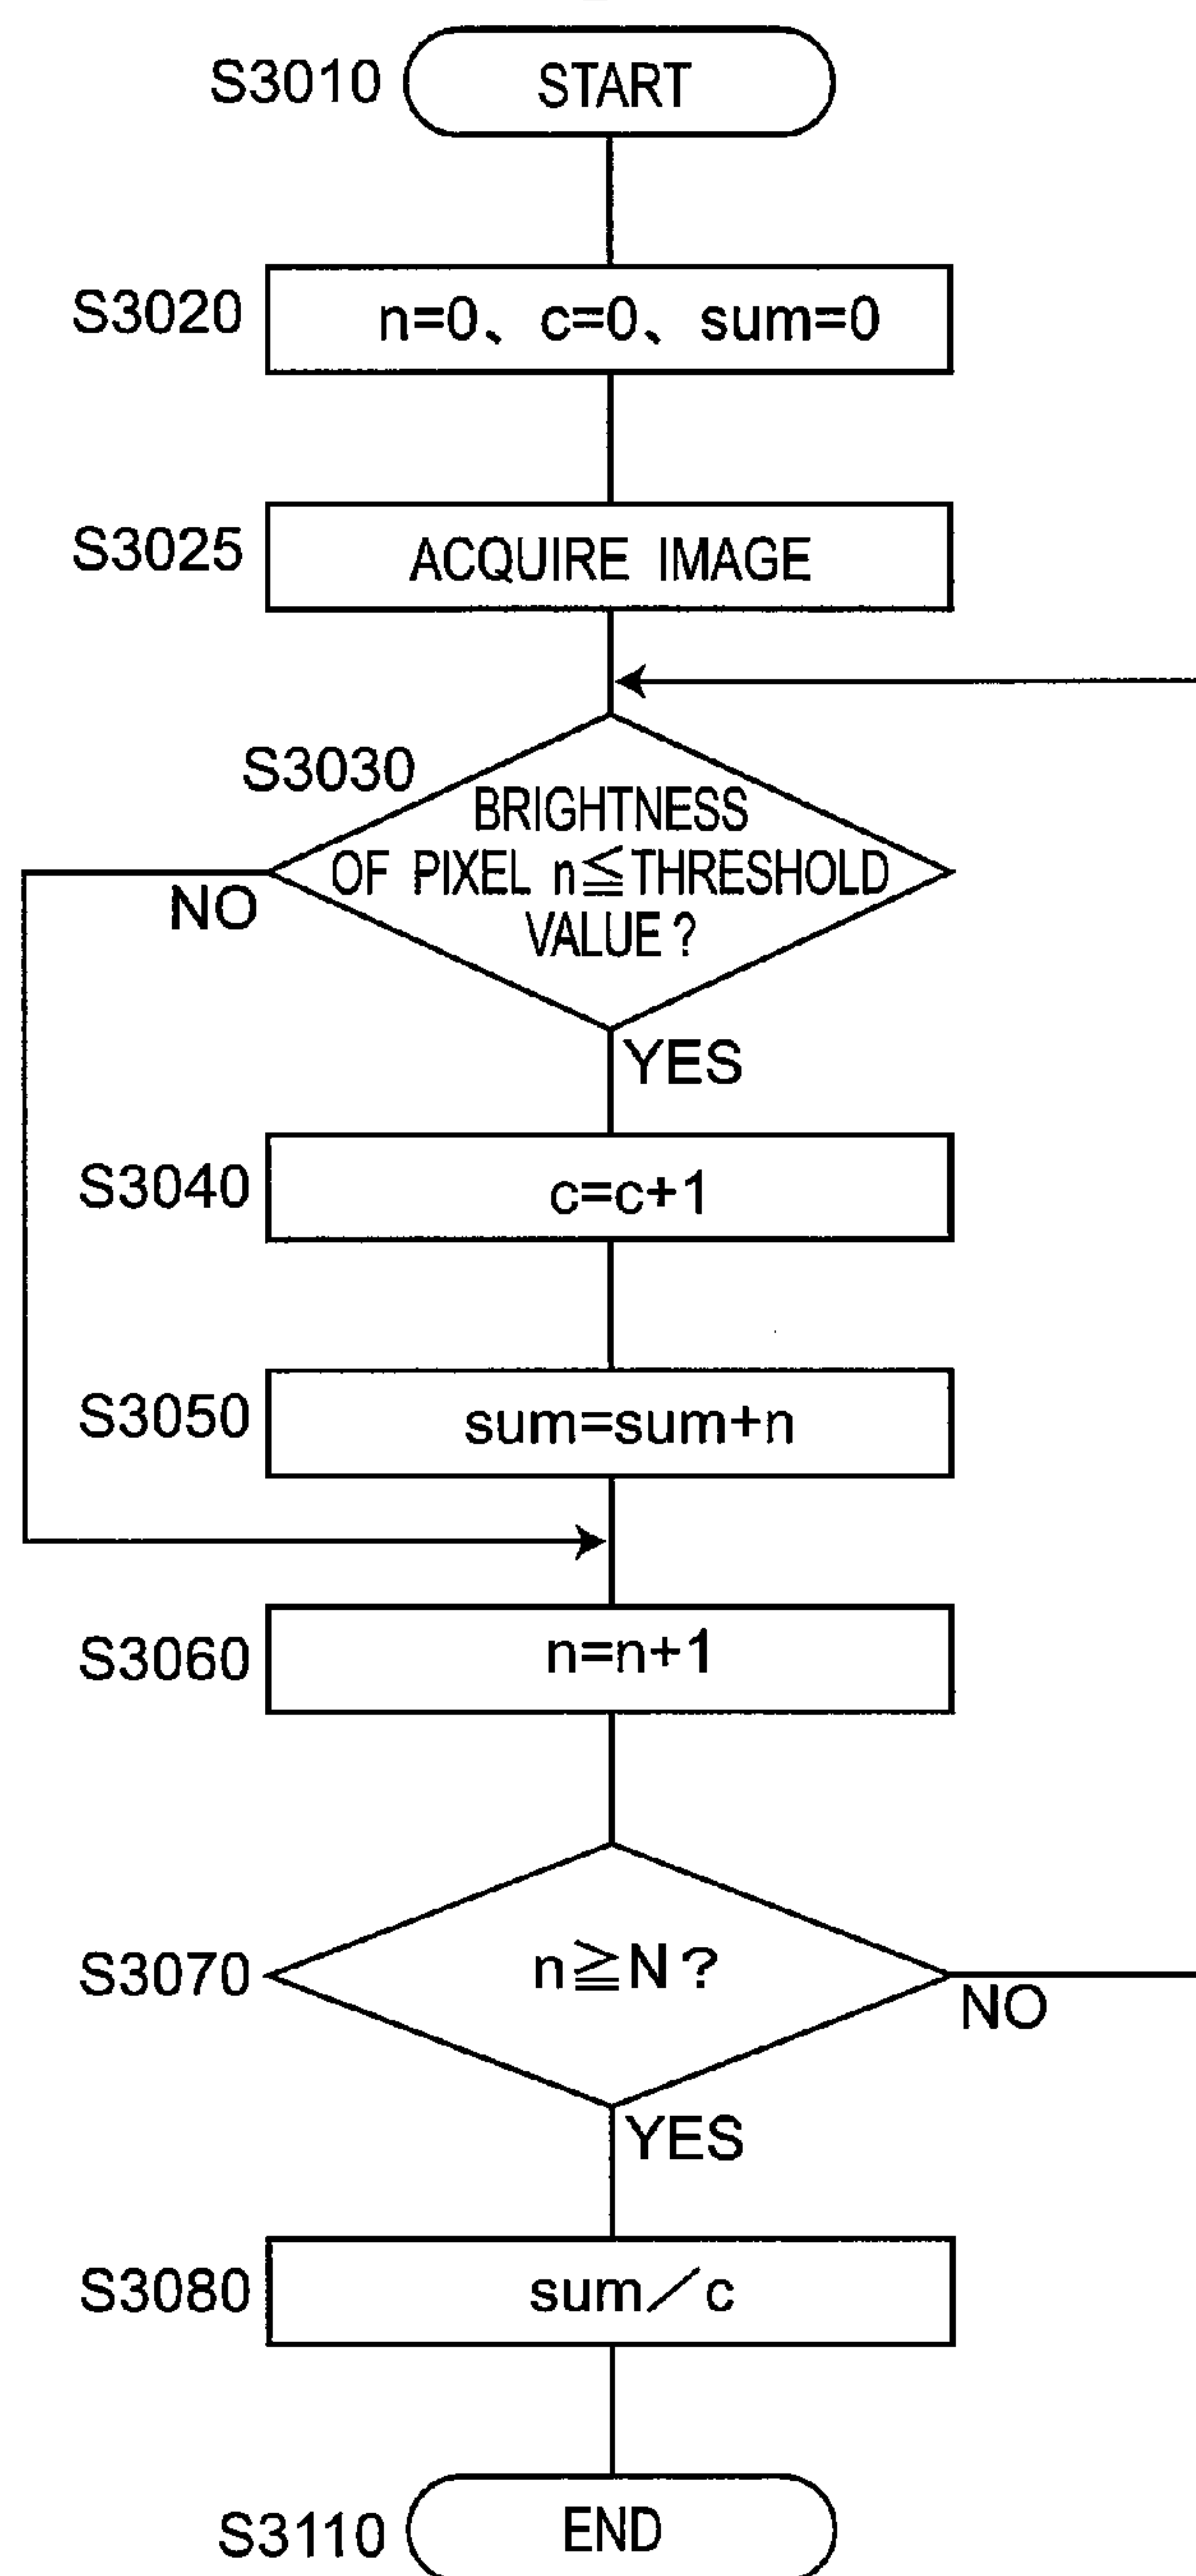 S3010 START
S3020 n=0、c=0、sum=0
S3025 ACQUIRE IMAGE
S3030
BRIGHTNESS
OF PIXEL n≦THRESHOLD
VALUE?
NO
YES
S3040 c=c+1
S3050 sum=sum+n
S3060 n=n+1
S3070 n≧N?
NO
YES
S3080 sum/c
S3110 END